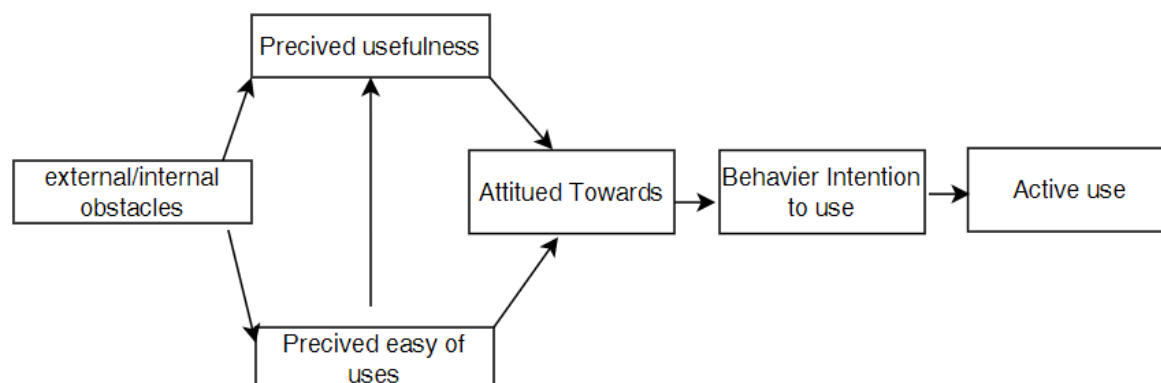 Precived usefulness
external/internal
obstacles
Attitued Towards
Behavier Intention
to use
Active use
Precived easy of
uses